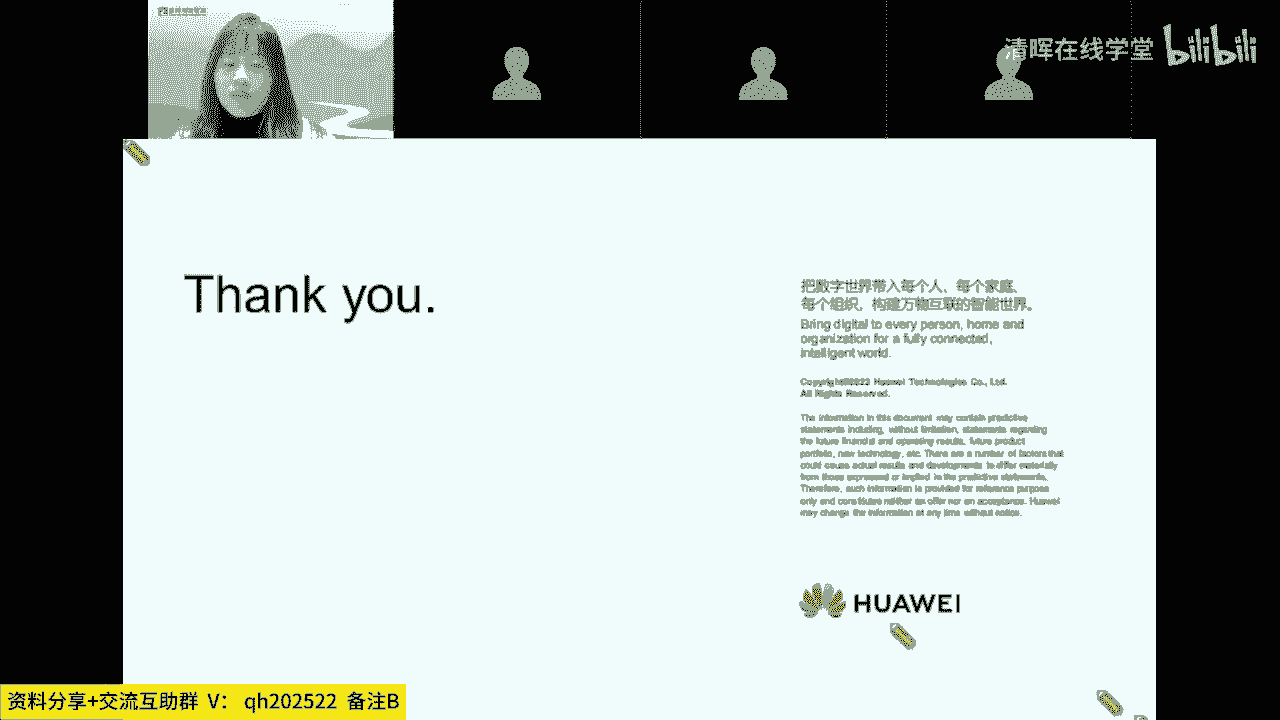 清晖在线学堂 bilibili
Thank you.
把数字世界带入每个人、每个家庭、
每个组织，构建万物互联的智能世界。
Bring digital to every person, home and
organization for a fully connected,
intelligent world.
Copyright©2023 Huawei Technologies Co., Ltd.
All Rights Reserved.
The information in this document may contain predictive
statements including, without limitation, statements regarding
the future financial and operating results, future product
portfolio, new technology, etc. There are a number of factors that
could cause actual results and developments to differ materially
from those expressed or implied in the predictive statements.
Therefore, such information is provided for reference purpose
only and constitutes neither an offer nor an acceptance. Huawei
may change the information at any time without notice.
HUAWEI
资料分享+交流互助群 V： qh202522 备注B